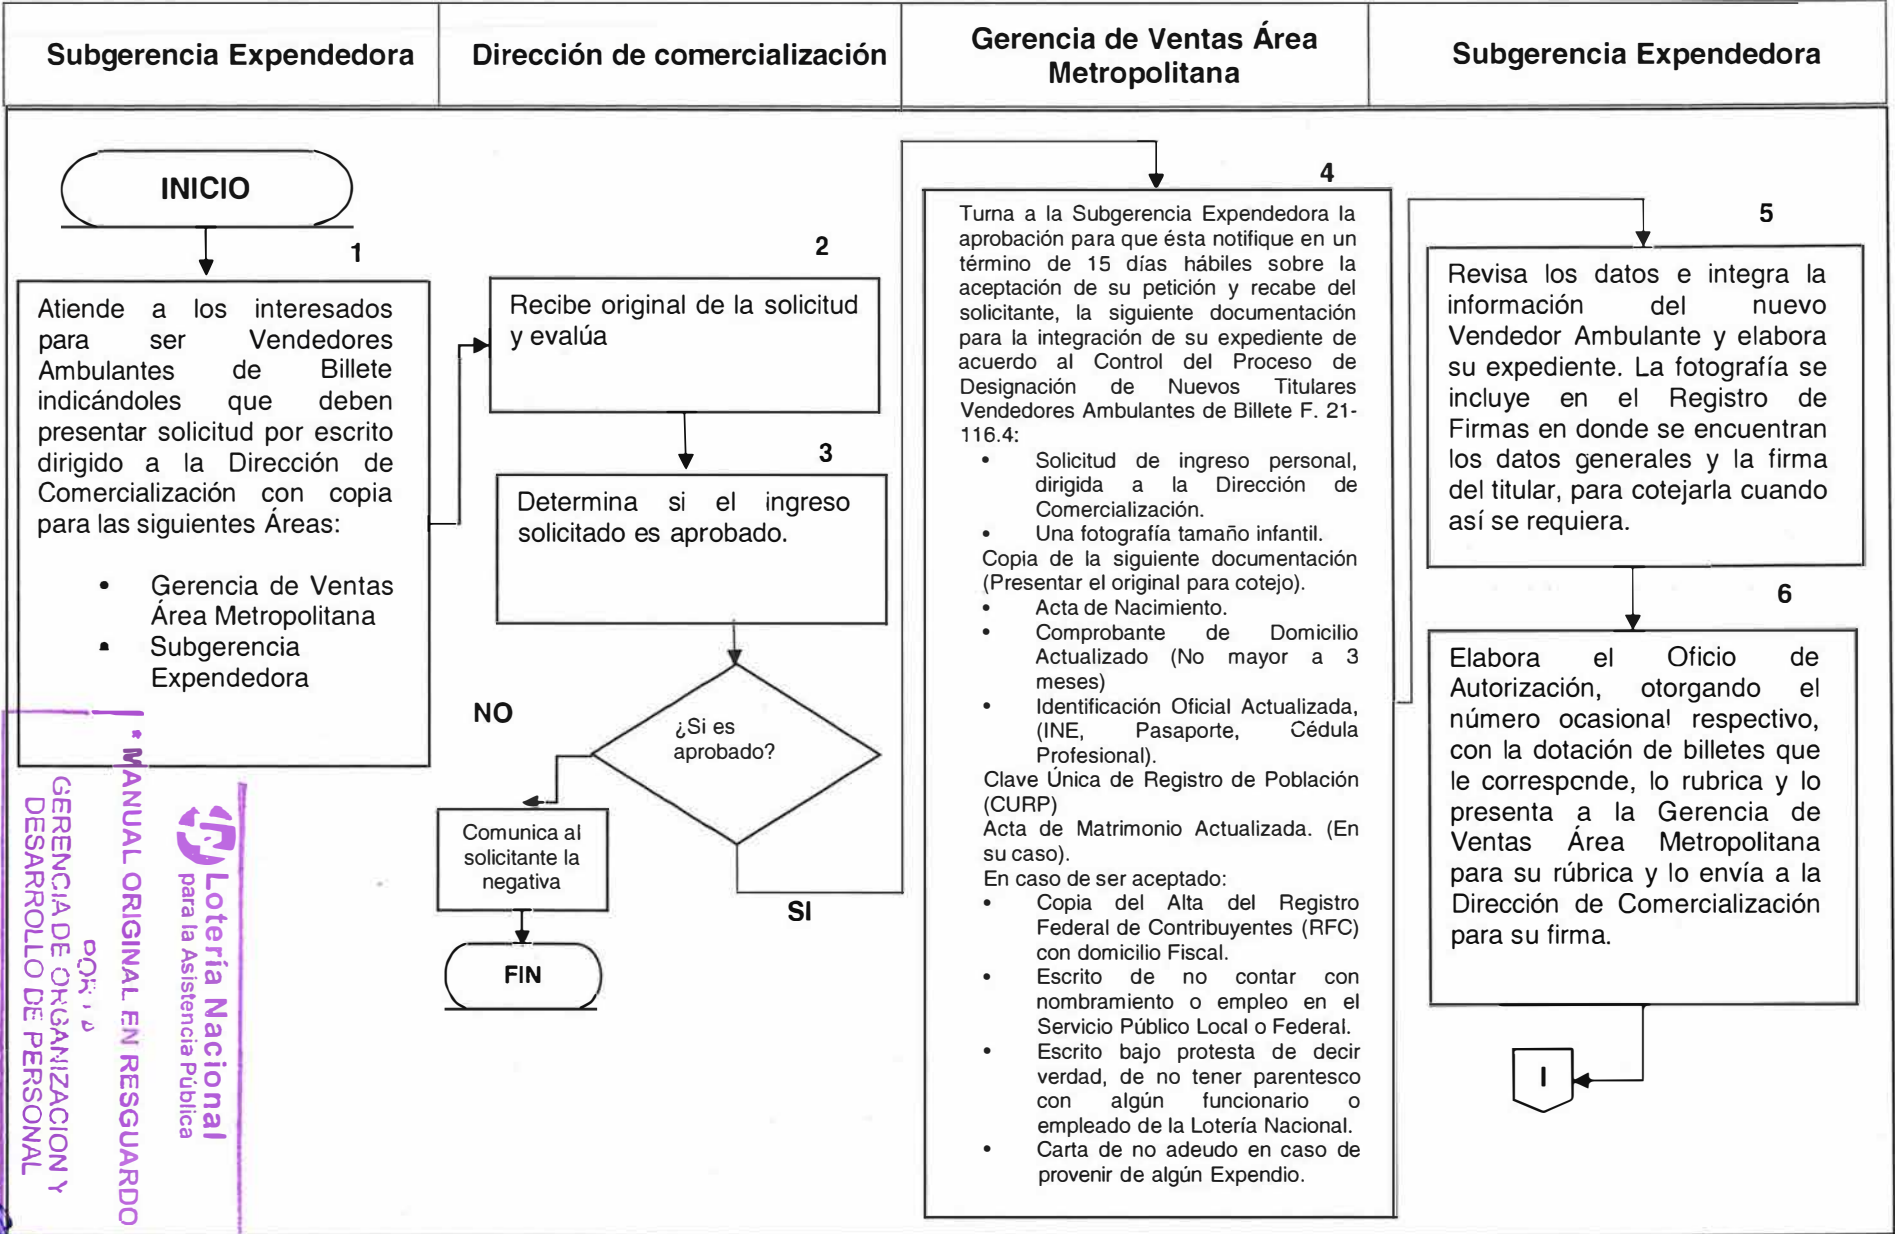 Subgerencia Expendedora
Dirección de comercialización
Gerencia de Ventas Área
Metropolitana
Subgerencia Expendedora
INICIO
1
Atiende a los interesados
para ser Vendedores
Ambulantes de Billete
indicándoles que deben
presentar solicitud por escrito
dirigido a la Dirección de
Comercialización con copia
para las siguientes Áreas:
• Gerencia de Ventas
Área Metropolitana
• Subgerencia
Expendedora
2
Recibe original de la solicitud
y evalúa
3
Determina si el ingreso
solicitado es aprobado.
¿Si es
aprobado?
NO
Comunica al
solicitante la
negativa
FIN
SI
4
Turna a la Subgerencia Expendedora la
aprobación para que ésta notifique en un
término de 15 días hábiles sobre la
aceptación de su petición y recabe del
solicitante, la siguiente documentación
para la integración de su expediente de
acuerdo al Control del Proceso de
Designación de Nuevos Titulares
Vendedores Ambulantes de Billete F. 21-
116.4:
• Solicitud de ingreso personal,
dirigida a la Dirección de
Comercialización.
• Una fotografía tamaño infantil.
Copia de la siguiente documentación
(Presentar el original para cotejo).
• Acta de Nacimiento.
• Comprobante de Domicilio
Actualizado (No mayor a 3
meses)
• Identificación Oficial Actualizada,
(INE, Pasaporte, Cédula
Profesional).
Clave Única de Registro de Población
(CURP)
Acta de Matrimonio Actualizada. (En
su caso).
En caso de ser aceptado:
• Copia del Alta del Registro
Federal de Contribuyentes (RFC)
con domicilio Fiscal.
• Escrito de no contar con
nombramiento o empleo en el
Servicio Público Local o Federal.
• Escrito bajo protesta de decir
verdad, de no tener parentesco
con algún funcionario o
empleado de la Lotería Nacional.
• Carta de no adeudo en caso de
provenir de algún Expendio.
5
Revisa los datos e integra la
información del nuevo
Vendedor Ambulante y elabora
su expediente. La fotografía se
incluye en el Registro de
Firmas en donde se encuentran
los datos generales y la firma
del titular, para cotejarla cuando
así se requiera.
6
Elabora el Oficio de
Autorización, otorgando el
número ocasional respectivo,
con la dotación de billetes que
le corresponde, lo rubrica y lo
presenta a la Gerencia de
Ventas Área Metropolitana
para su rúbrica y lo envía a la
Dirección de Comercialización
para su firma.
I
Lotería Nacional
para la Asistencia Pública
* MANUAL ORIGINAL EN RESGUARDO
POR LA
GERENCIA DE ORGANIZACION Y
DESARROLLO DE PERSONAL